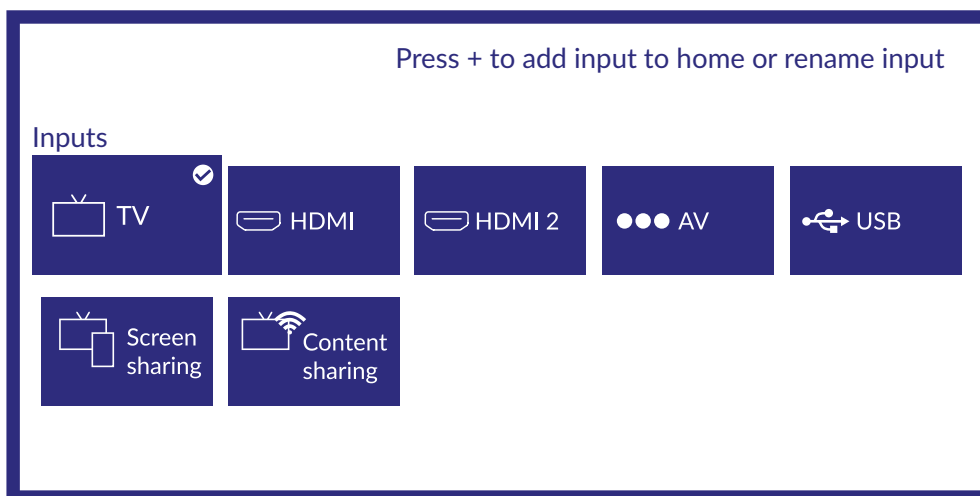 Press + to add input to home or rename input
Inputs
TV
HDMI
HDMI 2
AV
USB
Screen
sharing
Content
sharing